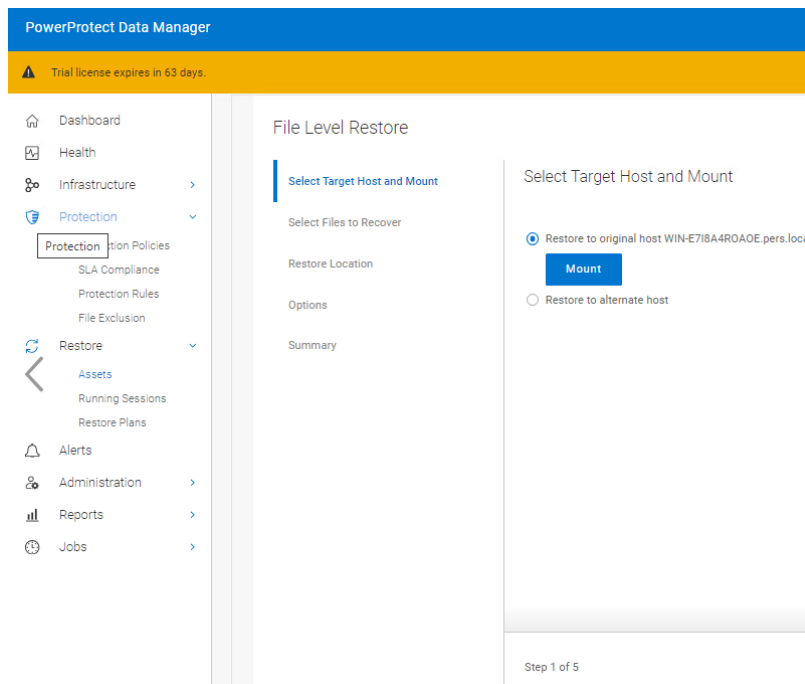 PowerProtect Data Manager
Trial license expires in 63 days.
Dashboard
Health
Infrastructure
Protection
Protection
ction Policies
SLA Compliance
Protection Rules
File Exclusion
Restore
Assets
Running Sessions
Restore Plans
Alerts
Administration
Reports
Jobs
File Level Restore
Select Target Host and Mount
Select Files to Recover
Restore Location
Options
Summary
Select Target Host and Mount
Restore to original host WIN-E7I8A4ROAOE.pers.loca
Mount
Restore to alternate host
Step 1 of 5